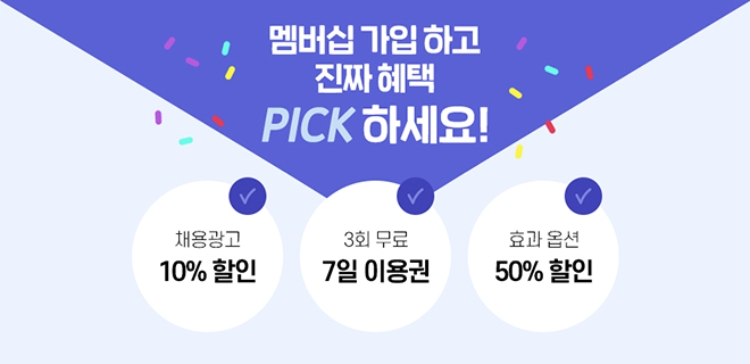 멤버십 가입 하고
진짜 혜택
PICK 하세요!
채용광고
10% 할인
3회 무료
7일 이용권
효과 옵션
50% 할인